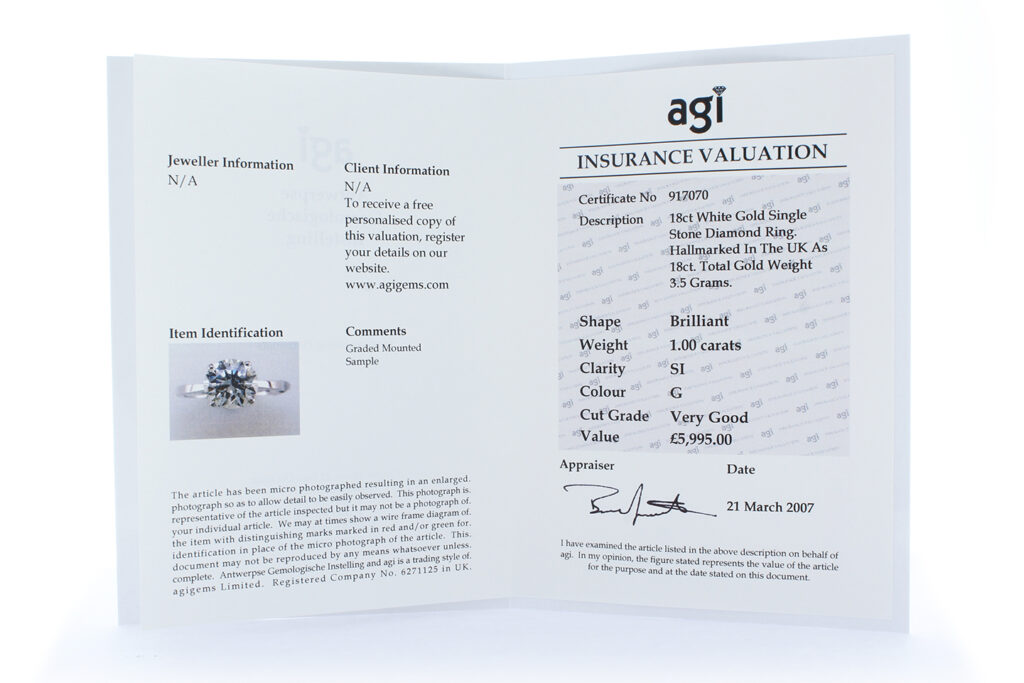 Jeweller Information
N/A
Client Information
N/A
To receive a free
personalised copy of
this valuation, register
your details on our
website.
www.agigems.com
Item Identification
Comments
Graded Mounted
Sample
The article has been micro photographed resulting in an enlarged.
photograph so as to allow detail to be easily observed. This photograph is.
representative of the article inspected but it may not be a photograph of.
your individual article. We may at times show a wire frame diagram of.
the item with distinguishing marks marked in red and/or green for.
identification in place of the micro photograph of the article. This.
document may not be reproduced by any means whatsoever unless.
complete. Antwerpse Gemologische Instelling and agi is a trading style of.
agigems Limited. Registered Company No. 6271125 in UK.
agi
INSURANCE VALUATION
Certificate No 917070
Description 18ct White Gold Single
Stone Diamond Ring.
Hallmarked In The UK As
18ct. Total Gold Weight
3.5 Grams.
Shape Brilliant
Weight 1.00 carats
Clarity SI
Colour G
Cut Grade Very Good
Value £5,995.00
Appraiser
Date
21 March 2007
I have examined the article listed in the above description on behalf of
agi. In my opinion, the figure stated represents the value of the article
for the purpose and at the date stated on this document.